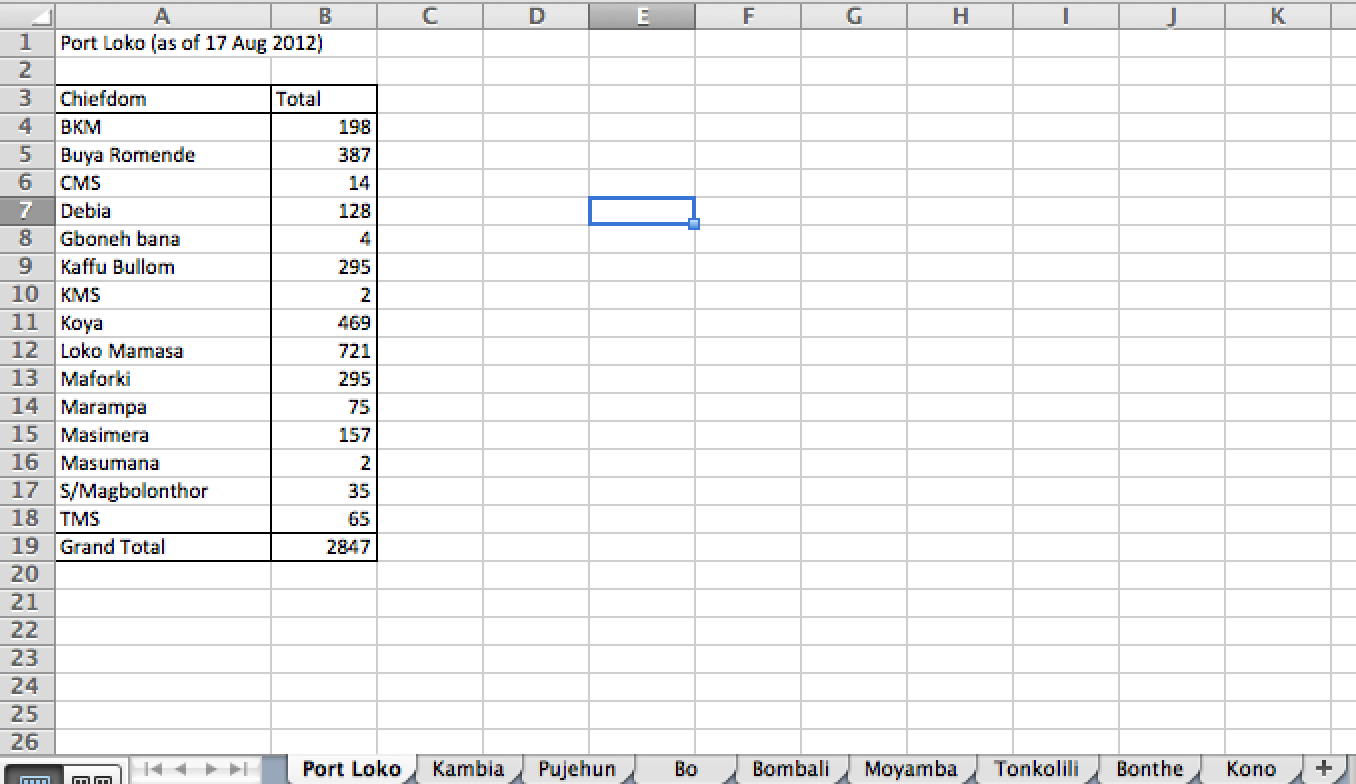 A B C D E F G H I J K
1 Port Loko (as of 17 Aug 2012)
2
3 Chiefdom Total
4 BKM 198
5 Buya Romende 387
6 CMS 14
7 Debia 128
8 Gboneh bana 4
9 Kaffu Bullom 295
10 KMS 2
11 Koya 469
12 Loko Mamasa 721
13 Maforki 295
14 Marampa 75
15 Masimera 157
16 Masumana 2
17 S/Magbolonthor 35
18 TMS 65
19 Grand Total 2847
20
21
22
23
24
25
26
Port Loko Kambia Pujehun Bo Bombali Moyamba Tonkolili Bonthe Kono +